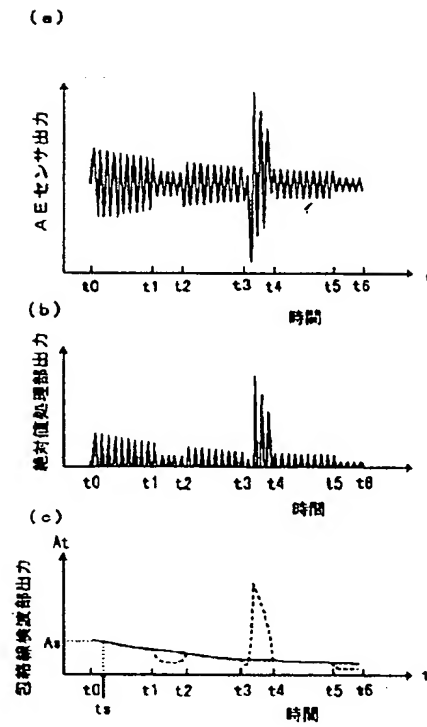 (a)
AEセンサ出力
t0 t1 t2 t3 t4 t5 t6
t
時間
(b)
絶対値処理部出力
t0 t1 t2 t3 t4 t5 t6
t
時間
(c)
包絡線検波部出力
At
As
t0 t1 t2 t3 t4 t5 t6
t
ts
時間